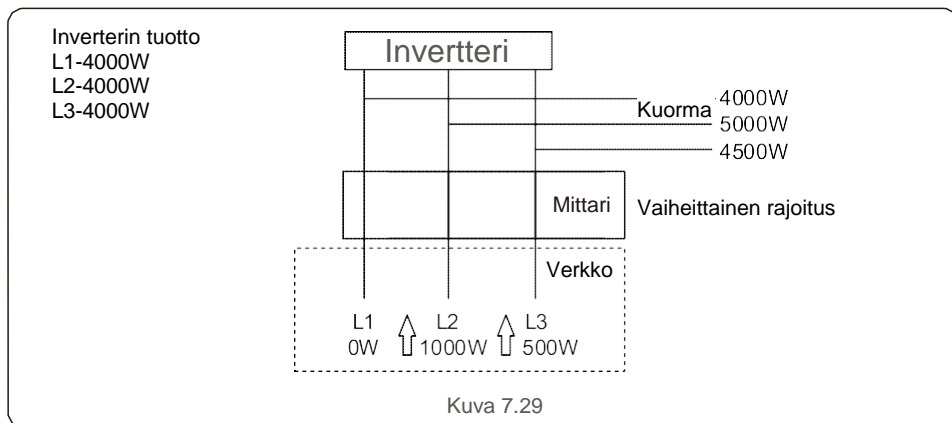 Inverterin tuotto
L1-4000W
L2-4000W
L3-4000W
Invertteri
4000W
Kuorma
5000W
4500W
Mittari
Vaiheittainen rajoitus
Verkko
L1 L2 L3
0W 1000W 500W
Kuva 7.29